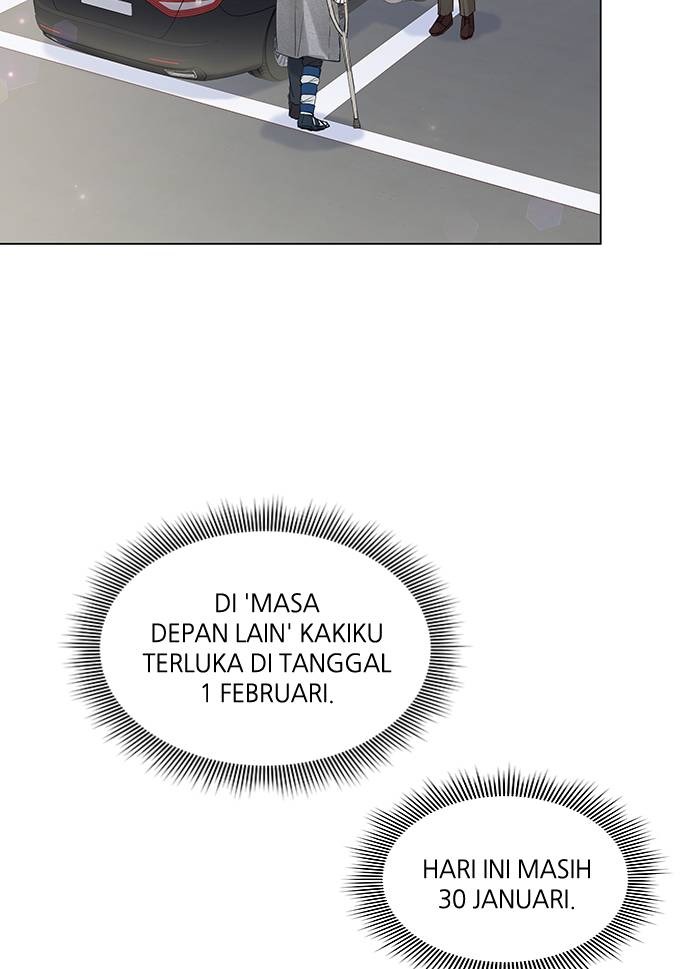 DI 'MASA
DEPAN LAIN' KAKIKU
TERLUKA DI TANGGAL
1 FEBRUARI.
HARI INI MASIH
30 JANUARI.